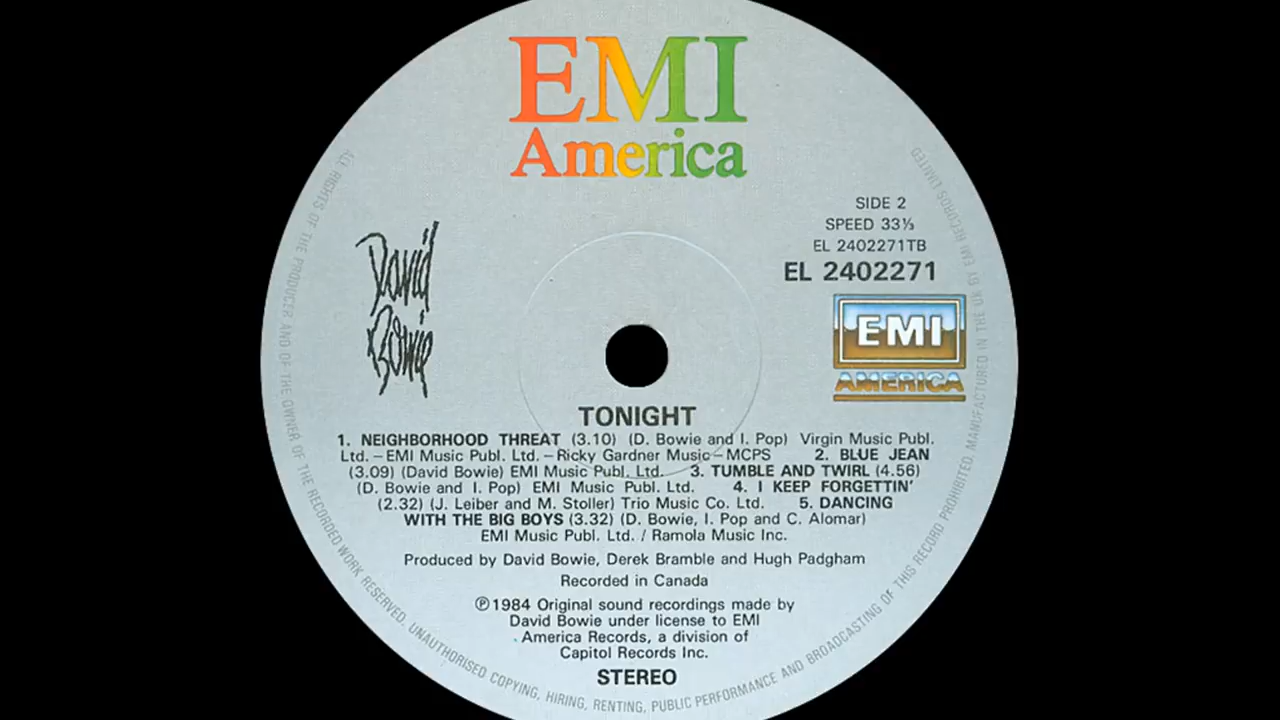 EMI
America
SIDE 2
SPEED 33⅓
EL 2402271TB
EL 2402271
David
Bowie
EMI
AMERICA
TONIGHT
1. NEIGHBORHOOD THREAT (3.10) (D. Bowie and I. Pop) Virgin Music Publ.
Ltd.–EMI Music Publ. Ltd.–Ricky Gardner Music–MCPS 2. BLUE JEAN
(3.09) (David Bowie) EMI Music Publ. Ltd. 3. TUMBLE AND TWIRL (4.56)
(D. Bowie and I. Pop) EMI Music Publ. Ltd. 4. I KEEP FORGETTIN'
(2.32) (J. Leiber and M. Stoller) Trio Music Co. Ltd. 5. DANCING
WITH THE BIG BOYS (3.32) (D. Bowie, I. Pop and C. Alomar)
EMI Music Publ. Ltd. / Ramola Music Inc.
Produced by David Bowie, Derek Bramble and Hugh Padgham
Recorded in Canada
℗1984 Original sound recordings made by
David Bowie under license to EMI
America Records, a division of
Capitol Records Inc.
STEREO
ALL RIGHTS OF THE PRODUCER AND OF THE OWNER OF THE RECORDED WORK RESERVED. UNAUTHORISED COPYING, HIRING, RENTING, PUBLIC PERFORMANCE AND BROADCASTING OF THIS RECORD PROHIBITED. MANUFACTURED IN THE UK BY EMI RECORDS LIMITED